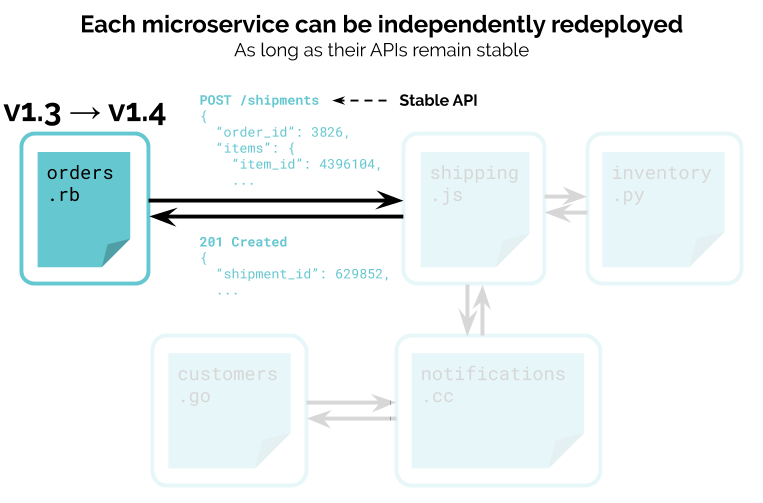 Each microservice can be independently redeployed
As long as their APIs remain stable
v1.3 → v1.4
POST /shipments
Stable API
{
“order_id”: 3826,
“items”: {
“item_id”: 4396104,
...
orders
.rb
shipping
.js
inventory
.py
201 Created
{
“shipment_id”: 629852,
...
customers
.go
notifications
.cc